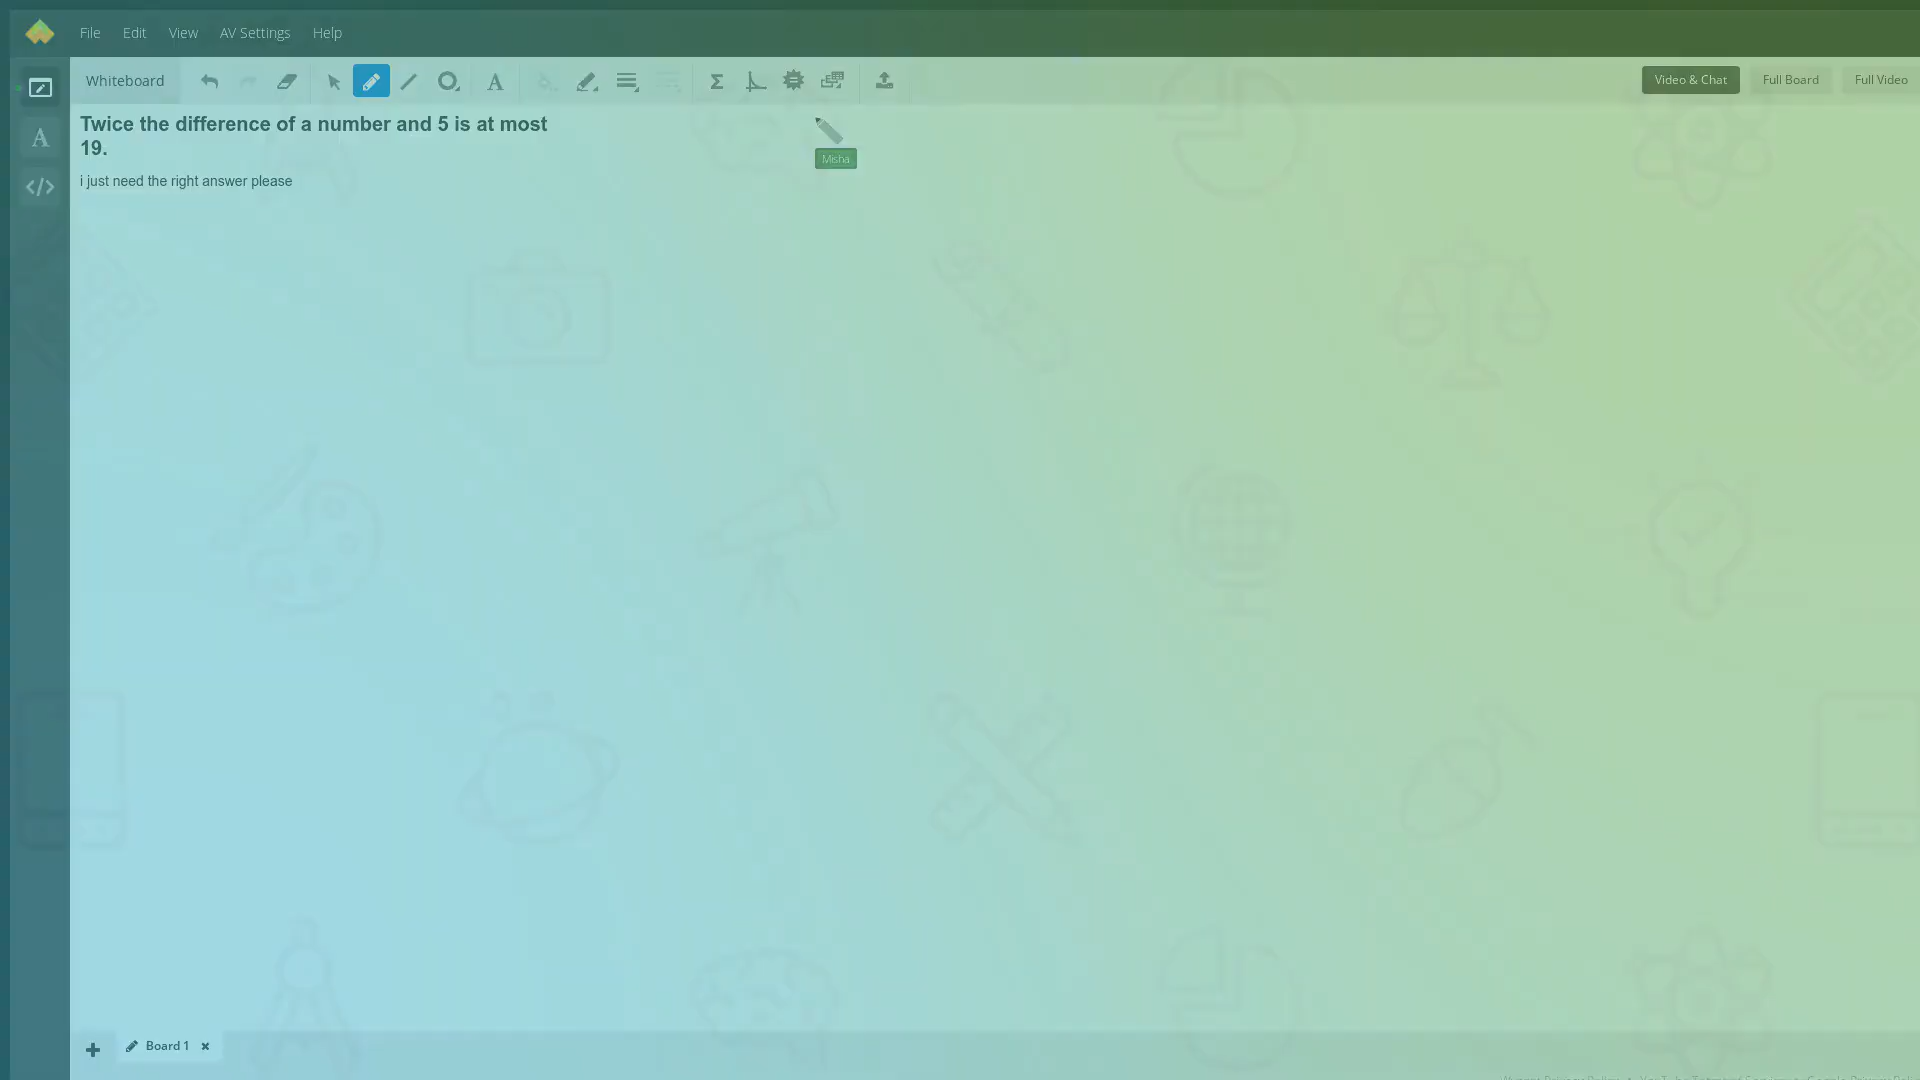 File Edit View AV Settings Help
Whiteboard A Σ Video & Chat Full Board Full Video
Twice the difference of a number and 5 is at most
19.
Misha
A
i just need the right answer please
</>
Board 1